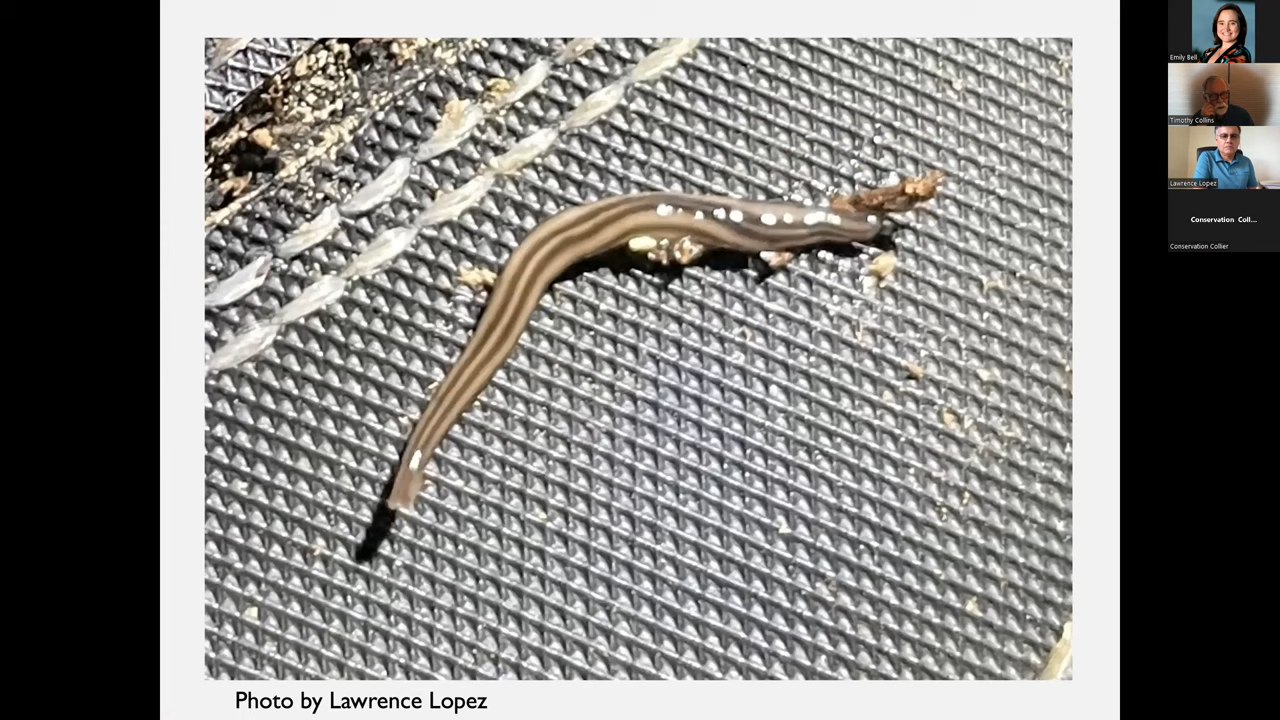 Emily Bell
Timothy Collins
Lawrence Lopez
Conservation Coll...
Conservation Collier
Photo by Lawrence Lopez